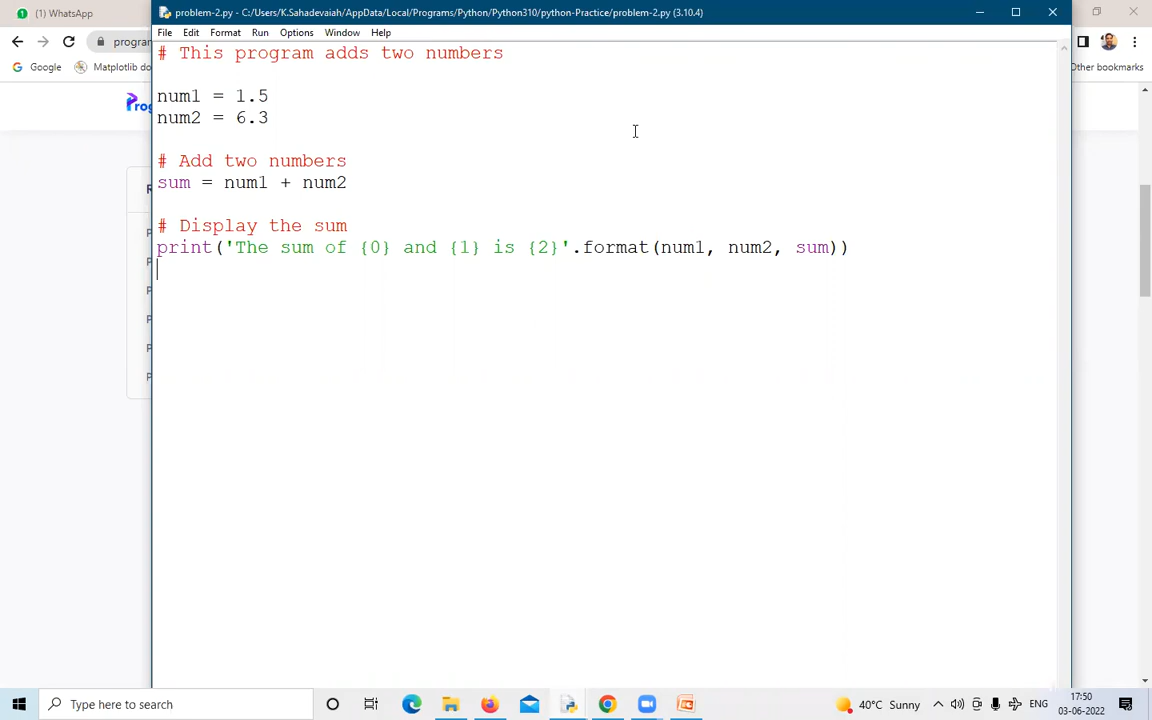 (1) WhatsApp
problem-2.py - C:/Users/K.Sahadevaiah/AppData/Local/Programs/Python/Python310/python-Practice/problem-2.py (3.10.4)
File Edit Format Run Options Window Help
program
Google
Matplotlib do
Other bookmarks
Prog
R
P
P
P
P
P
P
# This program adds two numbers
num1 = 1.5
num2 = 6.3
# Add two numbers
sum = num1 + num2
# Display the sum
print('The sum of {0} and {1} is {2}'.format(num1, num2, sum))
Type here to search
40°C Sunny
ENG
17:50
03-06-2022